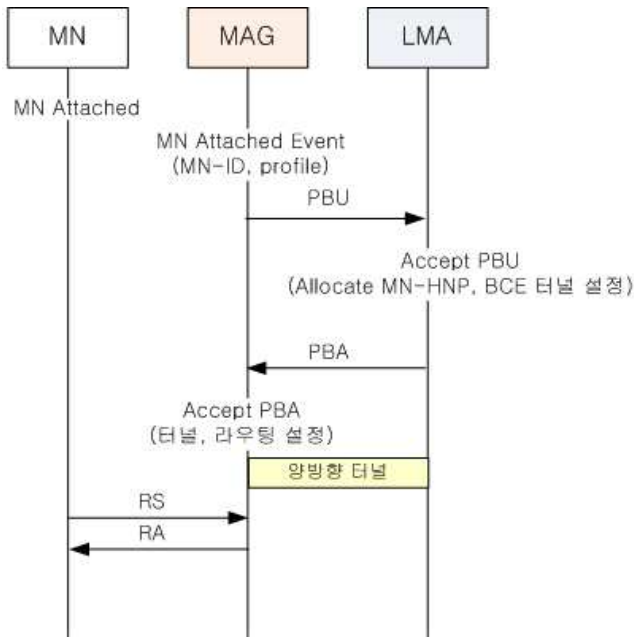 MN
MAG
LMA
MN Attached
MN Attached Event
(MN-ID, profile)
PBU
Accept PBU
(Allocate MN-HNP, BCE 터널 설정)
PBA
Accept PBA
(터널, 라우팅 설정)
양방향 터널
RS
RA